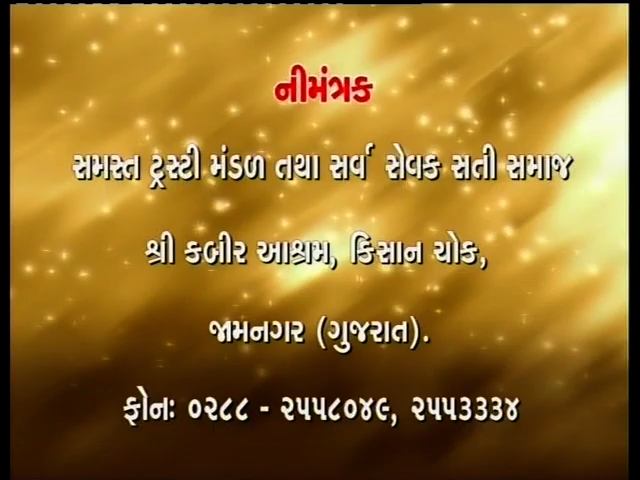 નીમંત્રક
સમસ્ત ટ્રસ્ટી મંડળ તથા સર્વ સેવક સતી સમાજ
શ્રી કબીર આશ્રમ, કિસાન ચોક,
જામનગર (ગુજરાત).
ફોનઃ ૦૨૮૮ - ૨૫૫૮૦૪૯, ૨૫૫૩૩૩૪